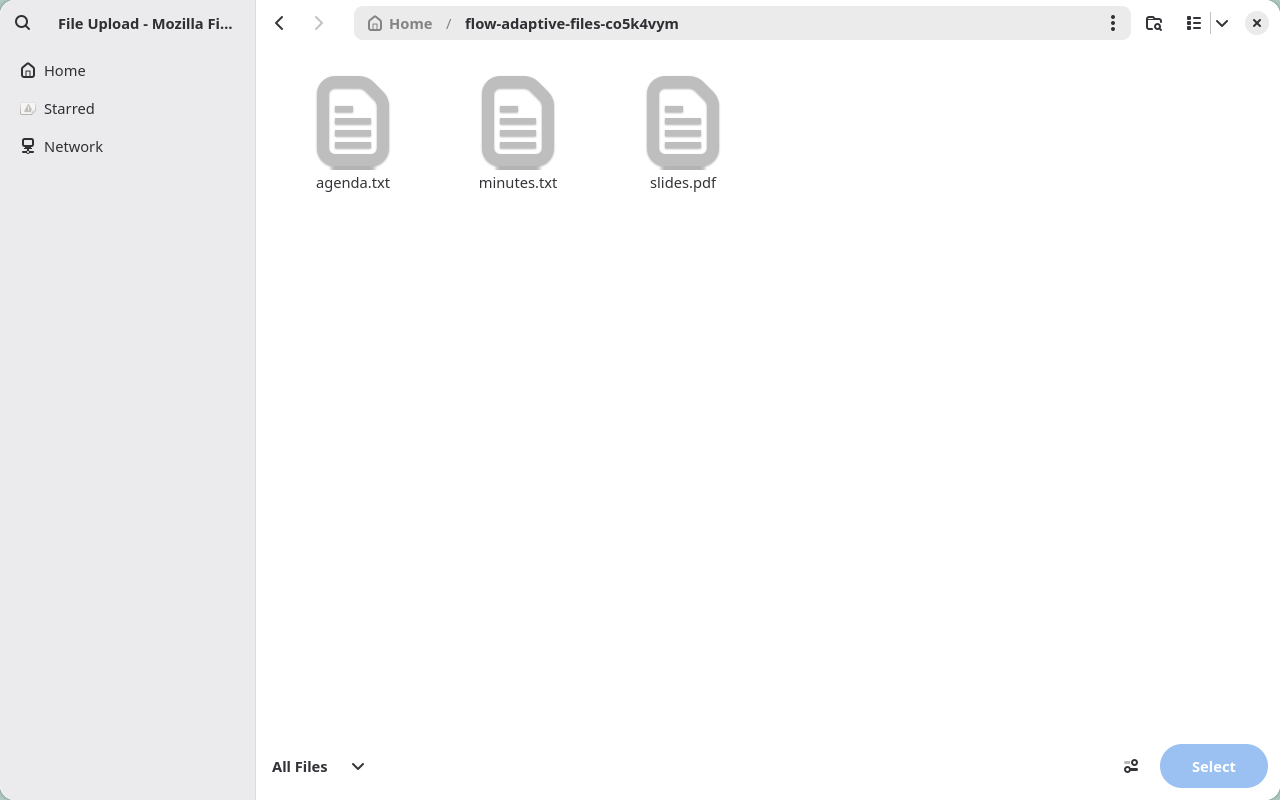 File Upload - Mozilla Fi...
Home / flow-adaptive-files-co5k4vym
Home
Starred
Network
agenda.txt
minutes.txt
slides.pdf
All Files
Select